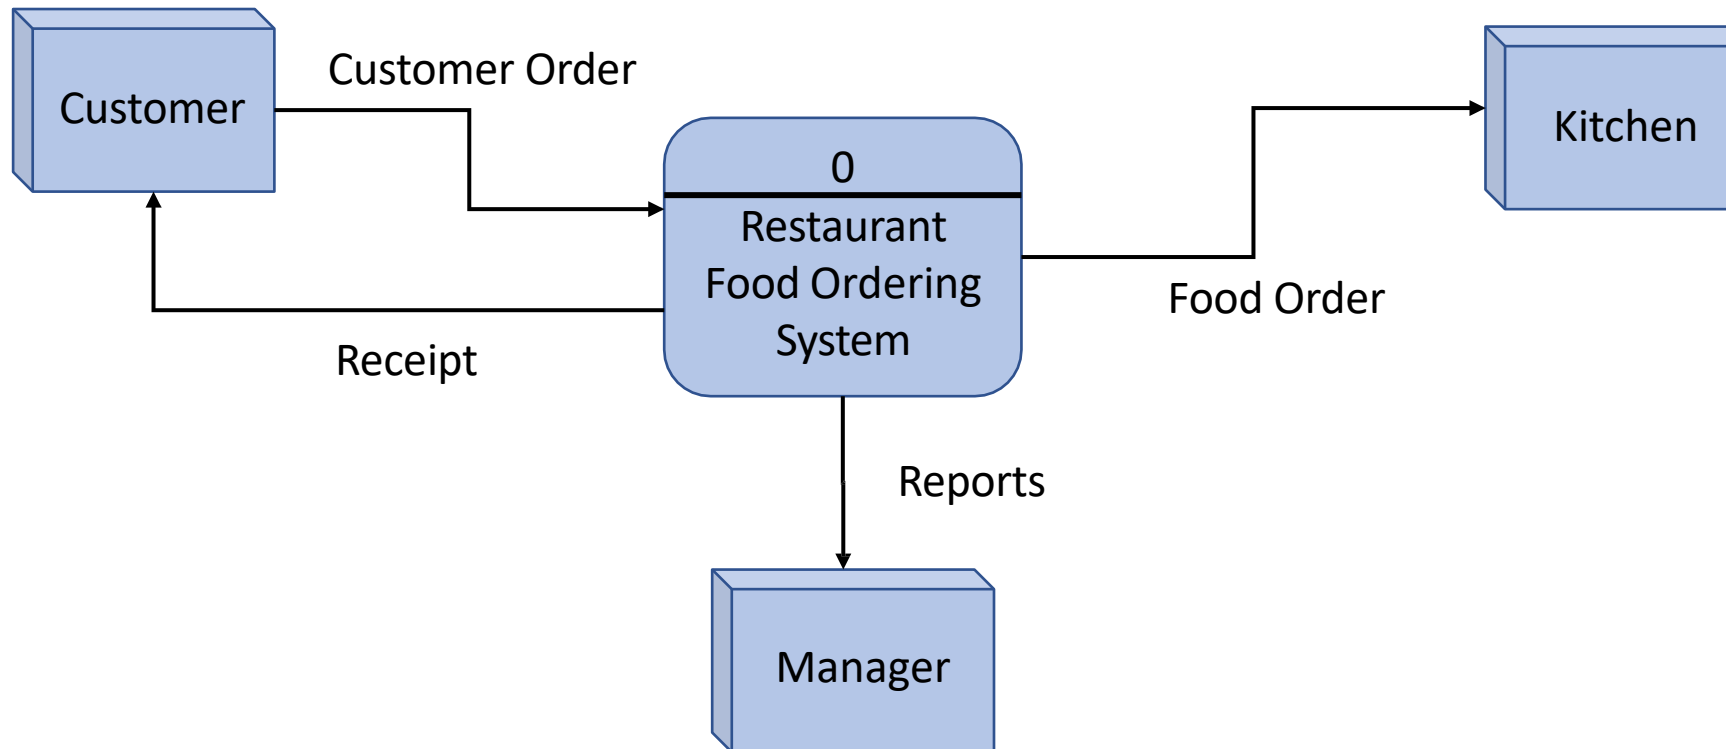 Customer
Customer Order
Kitchen
0
Restaurant
Food Ordering
System
Food Order
Receipt
Reports
Manager